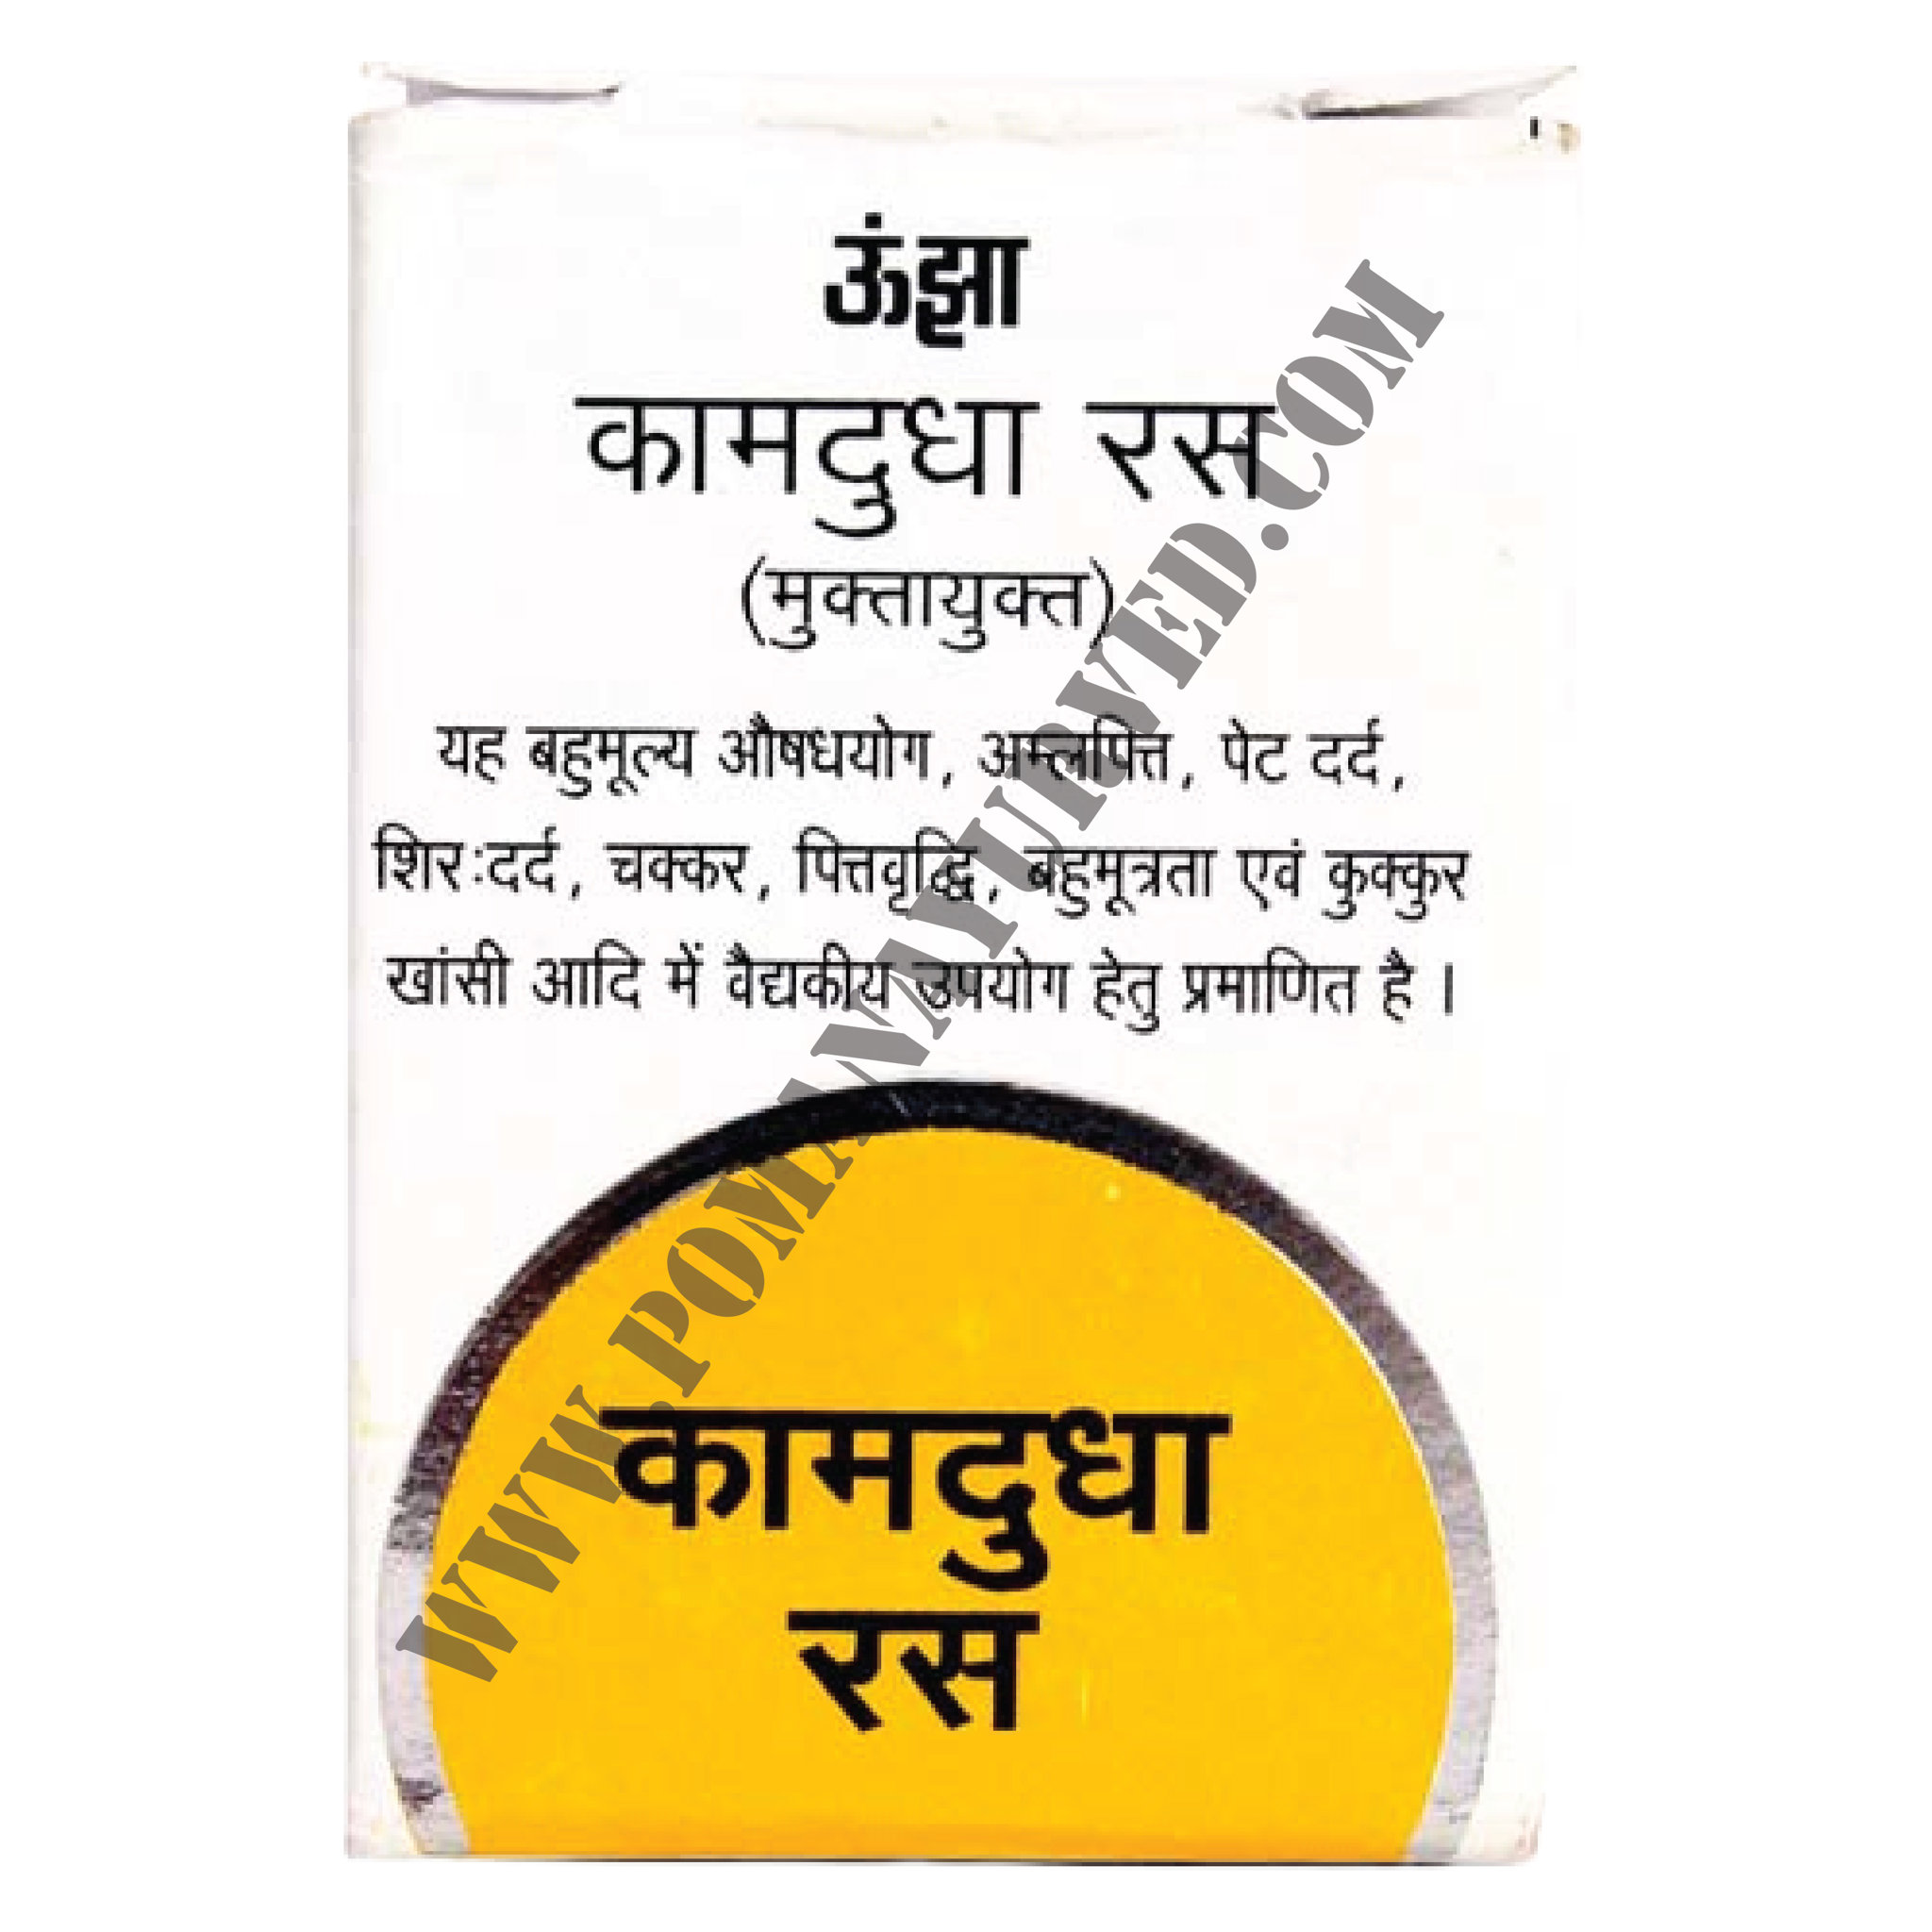 ऊंझा
कामदुधा रस
(मुक्तायुक्त)
यह बहुमूल्य औषधयोग, अम्लपित्त, पेट दर्द,
शिरःदर्द, चक्कर, पित्तवृद्धि, बहुमूत्रता एवं कुक्कुर
खांसी आदि में वैद्यकीय उपयोग हेतु प्रमाणित है ।
कामदुधा
रस
WWW.POMANAYURVED.COM